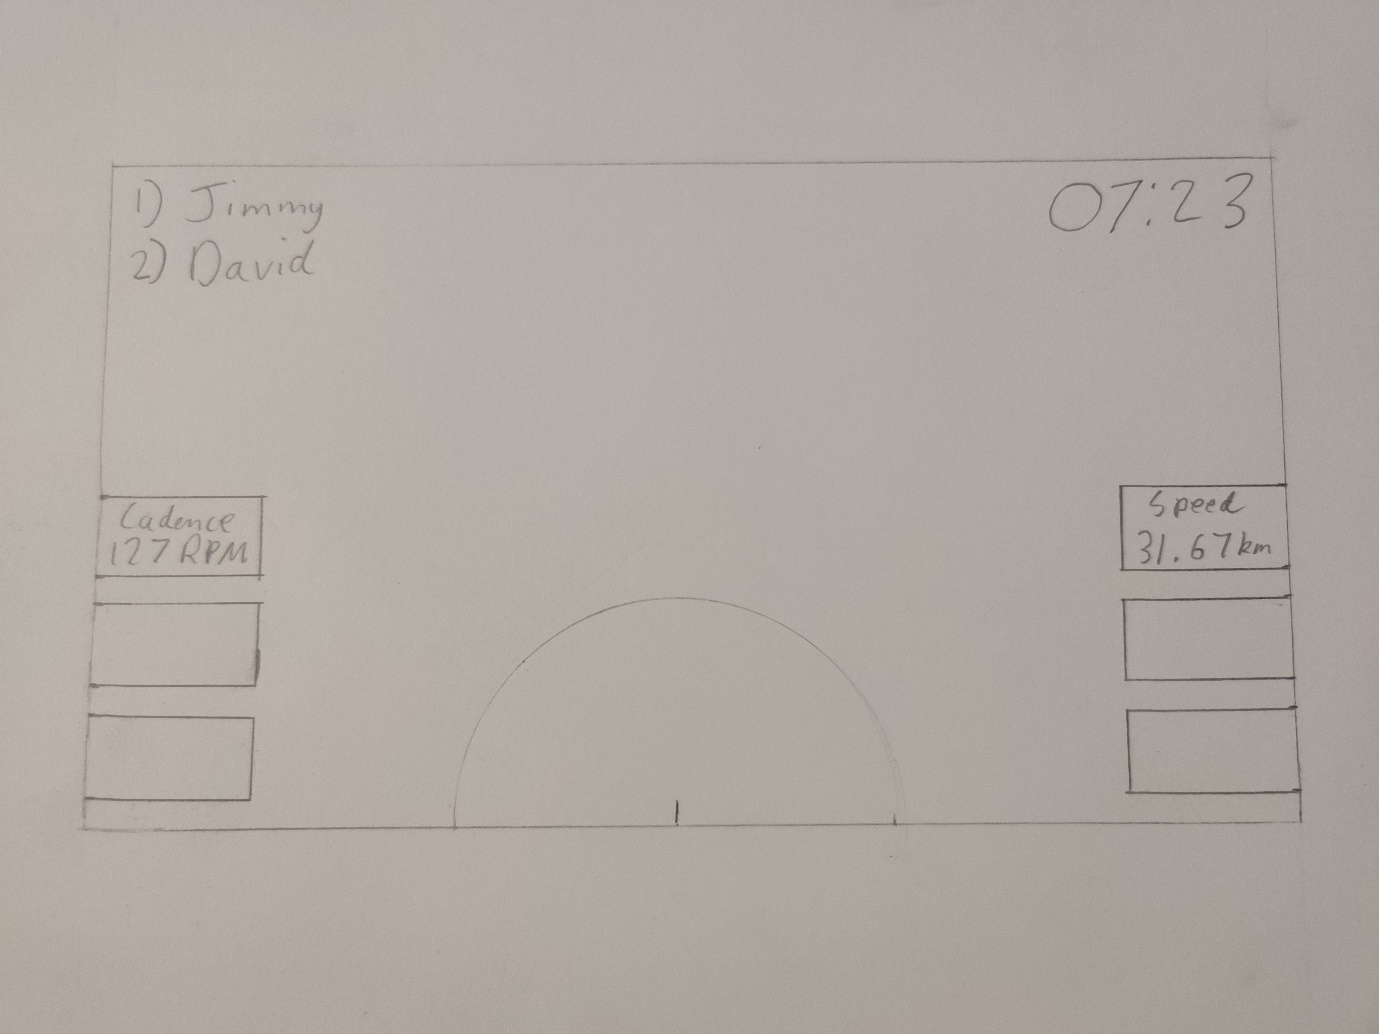 1) Jimmy
2) David
07:23
Cadence
127 RPM
Speed
31.67km